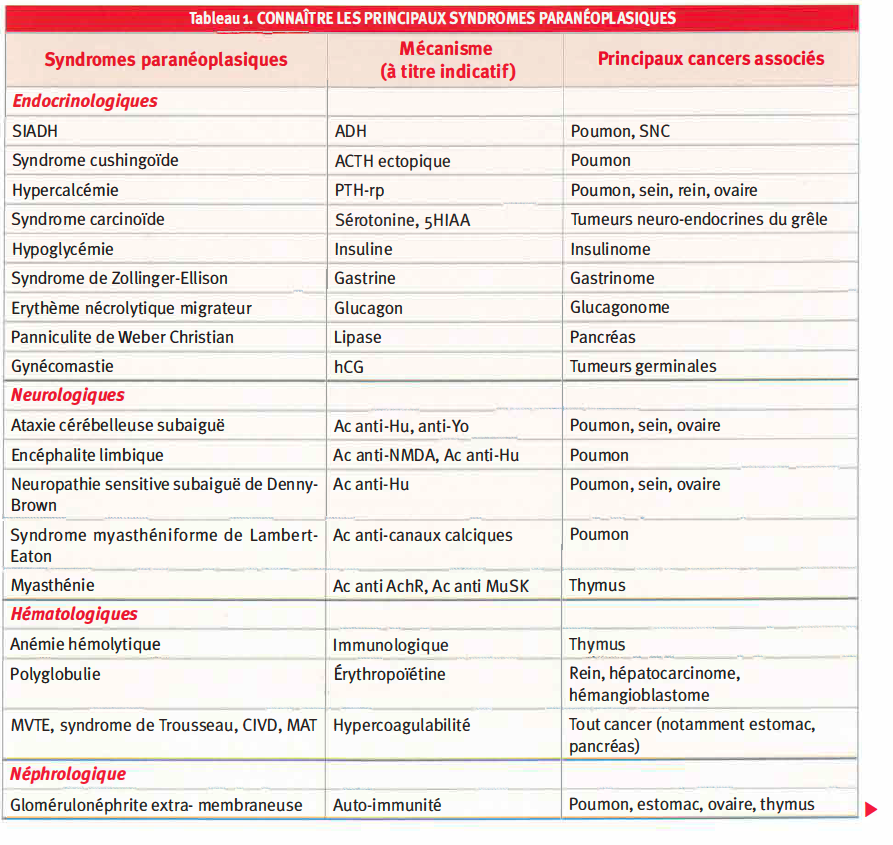 Tableau 1. CONNAÎTRE LES PRINCIPAUX SYNDROMES PARANÉOPLASIQUES
Syndromes paranéoplasiques Mécanisme (à titre indicatif) Principaux cancers associés
Endocrinologiques
SIADH ADH Poumon, SNC
Syndrome cushingoïde ACTH ectopique Poumon
Hypercalcémie PTH-rp Poumon, sein, rein, ovaire
Syndrome carcinoïde Sérotonine, 5HIAA Tumeurs neuro-endocrines du grêle
Hypoglycémie Insuline Insulinome
Syndrome de Zollinger-Ellison Gastrine Gastrinome
Erythème nécrolytique migrateur Glucagon Glucagonome
Panniculite de Weber Christian Lipase Pancréas
Gynécomastie hCG Tumeurs germinales
Neurologiques
Ataxie cérébelleuse subaiguë Ac anti-Hu, anti-Yo Poumon, sein, ovaire
Encéphalite limbique Ac anti-NMDA, Ac anti-Hu Poumon
Neuropathie sensitive subaiguë de Denny- Ac anti-Hu Poumon, sein, ovaire
Brown
Syndrome myasthéniforme de Lambert- Ac anti-canaux calciques Poumon
Eaton
Myasthénie Ac anti AchR, Ac anti MuSK Thymus
Hématologiques
Anémie hémolytique Immunologique Thymus
Polyglobulie Érythropoïétine Rein, hépatocarcinome,
hémangioblastome
MVTE, syndrome de Trousseau, CIVD, MAT Hypercoagulabilité Tout cancer (notamment estomac,
pancréas)
Néphrologique
Glomérulonéphrite extra- membraneuse Auto-immunité Poumon, estomac, ovaire, thymus